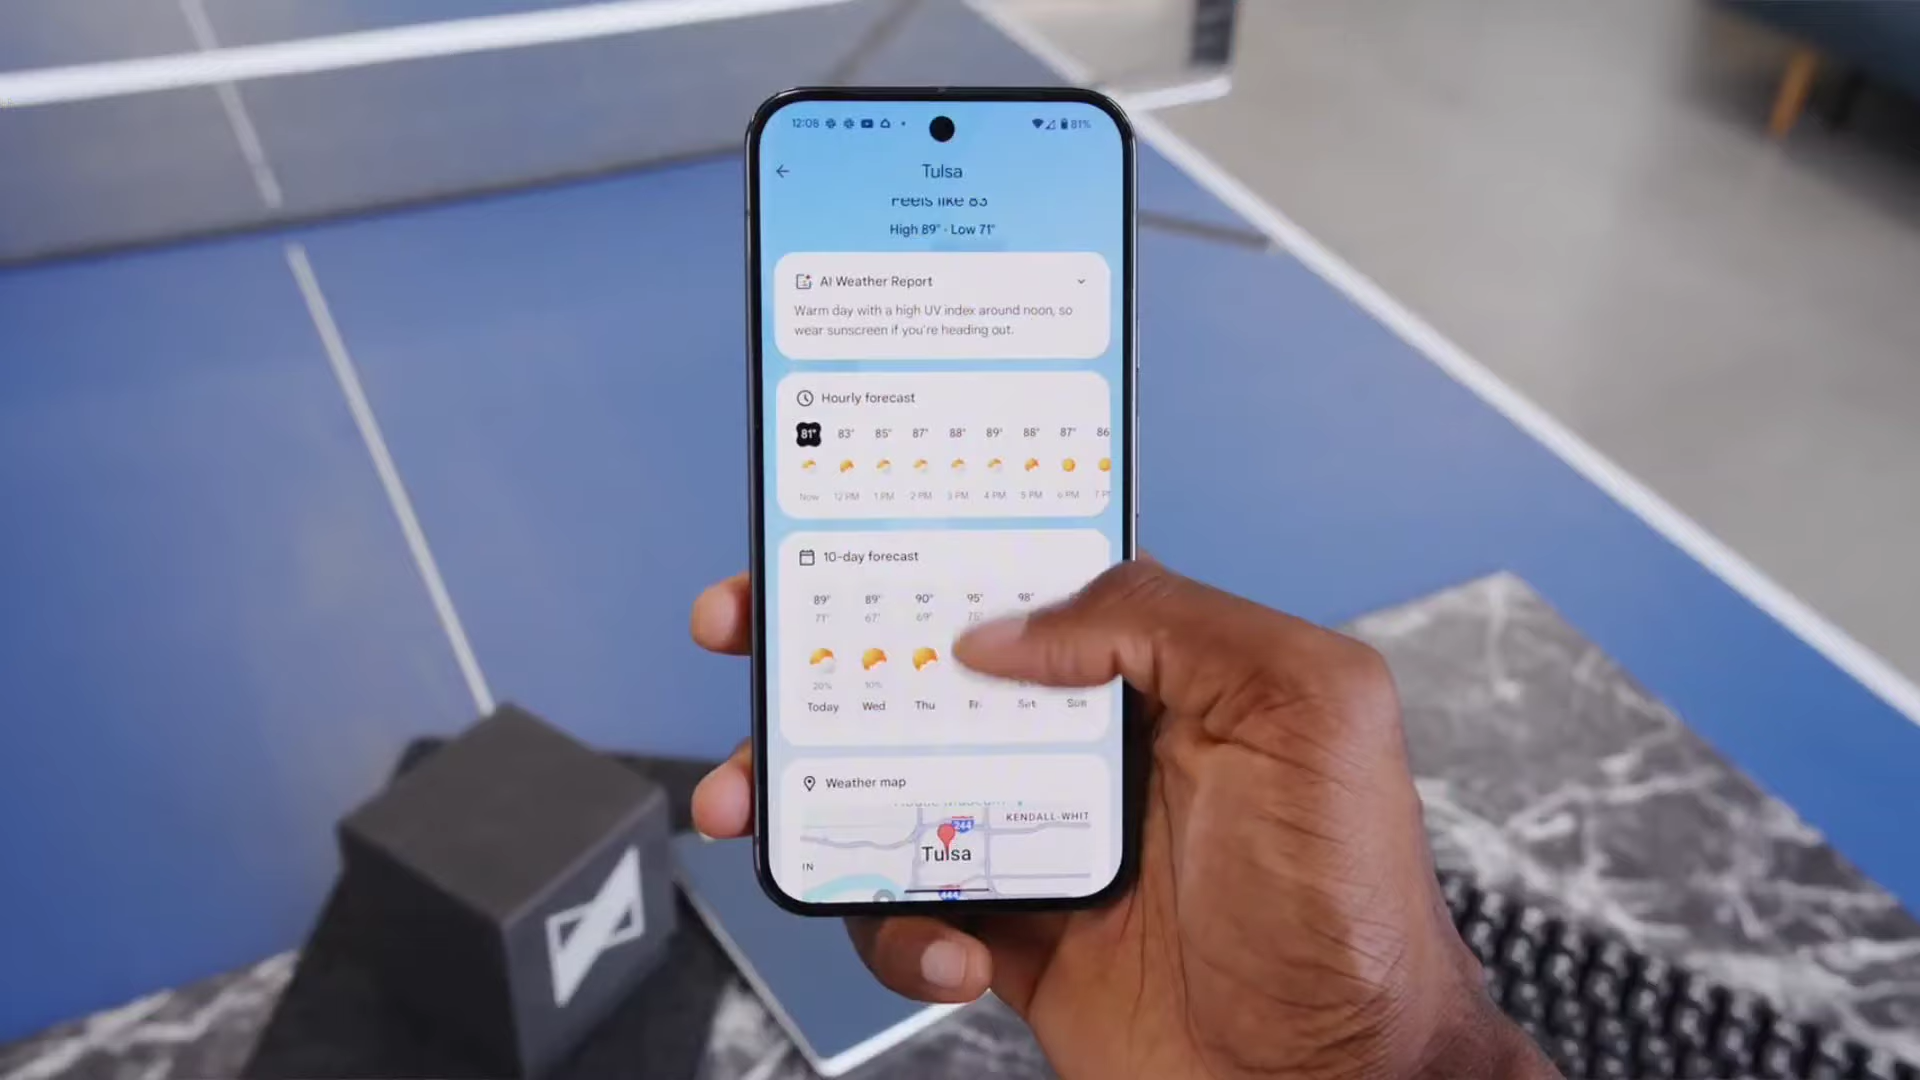 12:08 81%
Tulsa
Feels like 83
High 89° · Low 71°
AI Weather Report
Warm day with a high UV index around noon, so
wear sunscreen if you're heading out.
Hourly forecast
81° 83° 85° 87° 88° 89° 88° 87° 86
Now 12 PM 1 PM 2 PM 3 PM 4 PM 5 PM 6 PM 7 P
10-day forecast
89° 89° 90° 95° 98°
71° 67° 69° 75°
20% 10%
Today Wed Thu Fri Sat Sun
Weather map
244
KENDALL-WHIT
Tulsa
IN
444